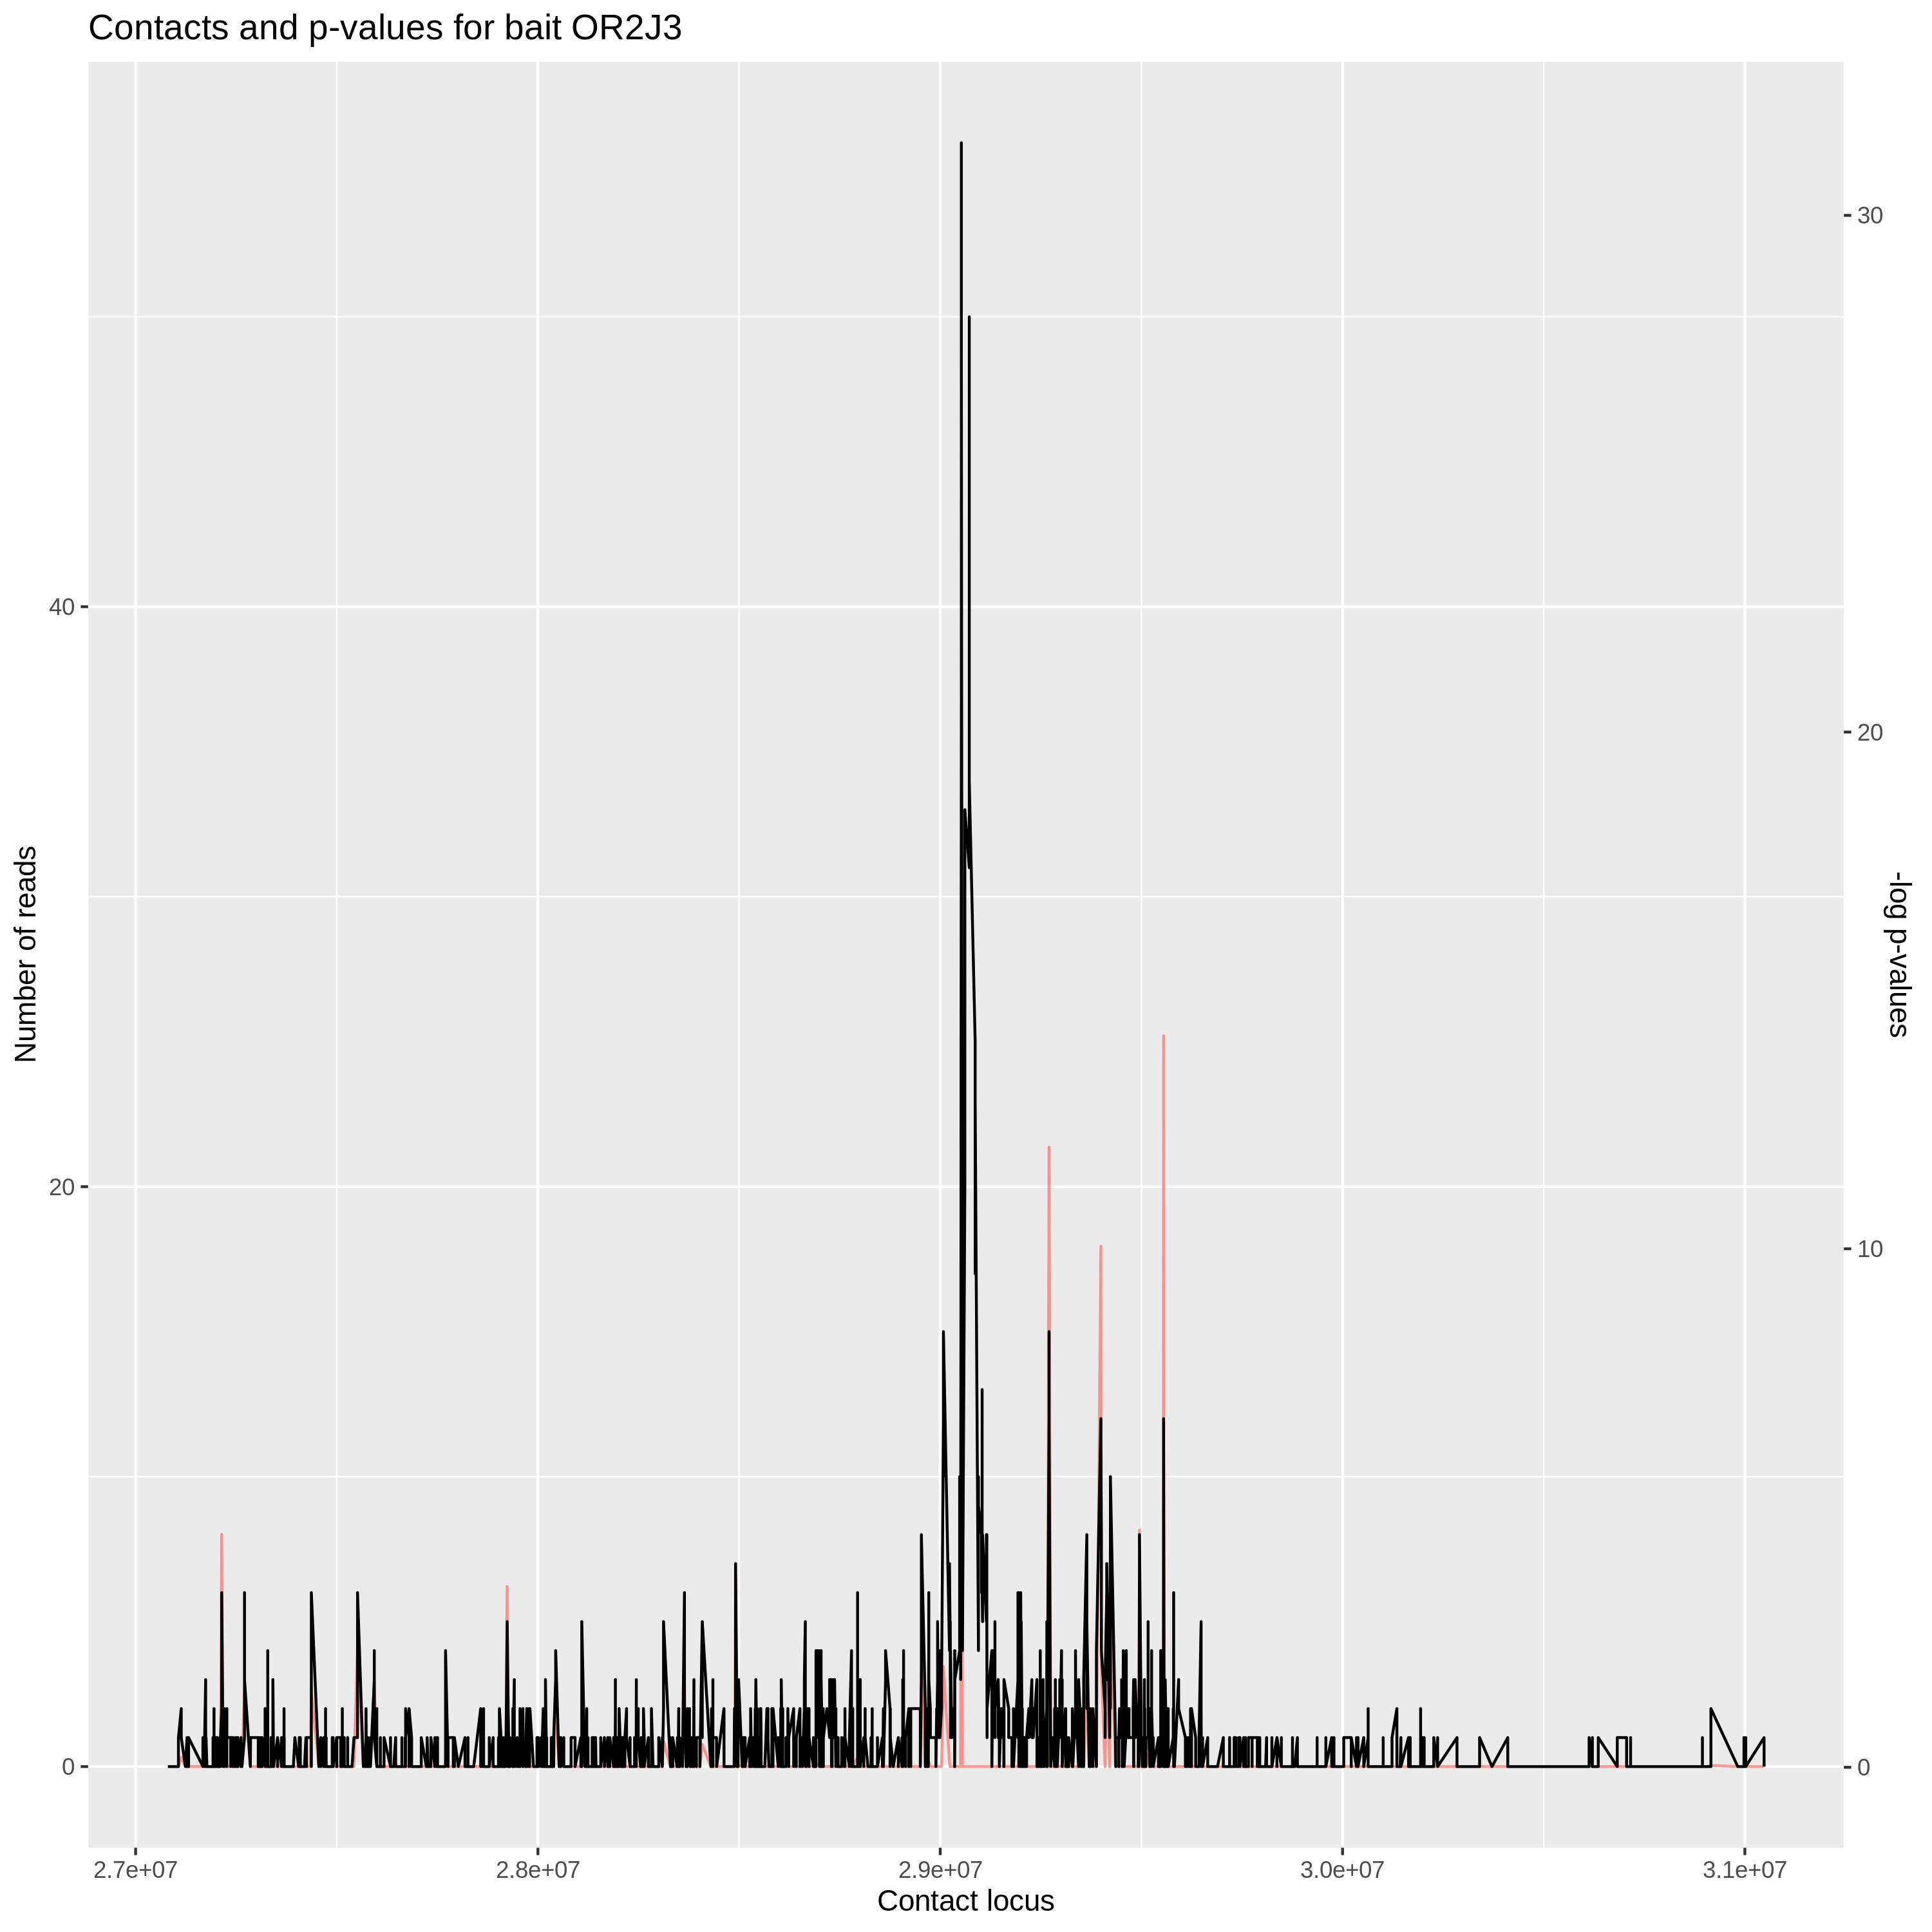 Contacts and p-values for bait OR2J3
Number of reads
40
20
0
30
20
10
0
-log p-values
2.7e+07 2.8e+07 2.9e+07 3.0e+07 3.1e+07
Contact locus